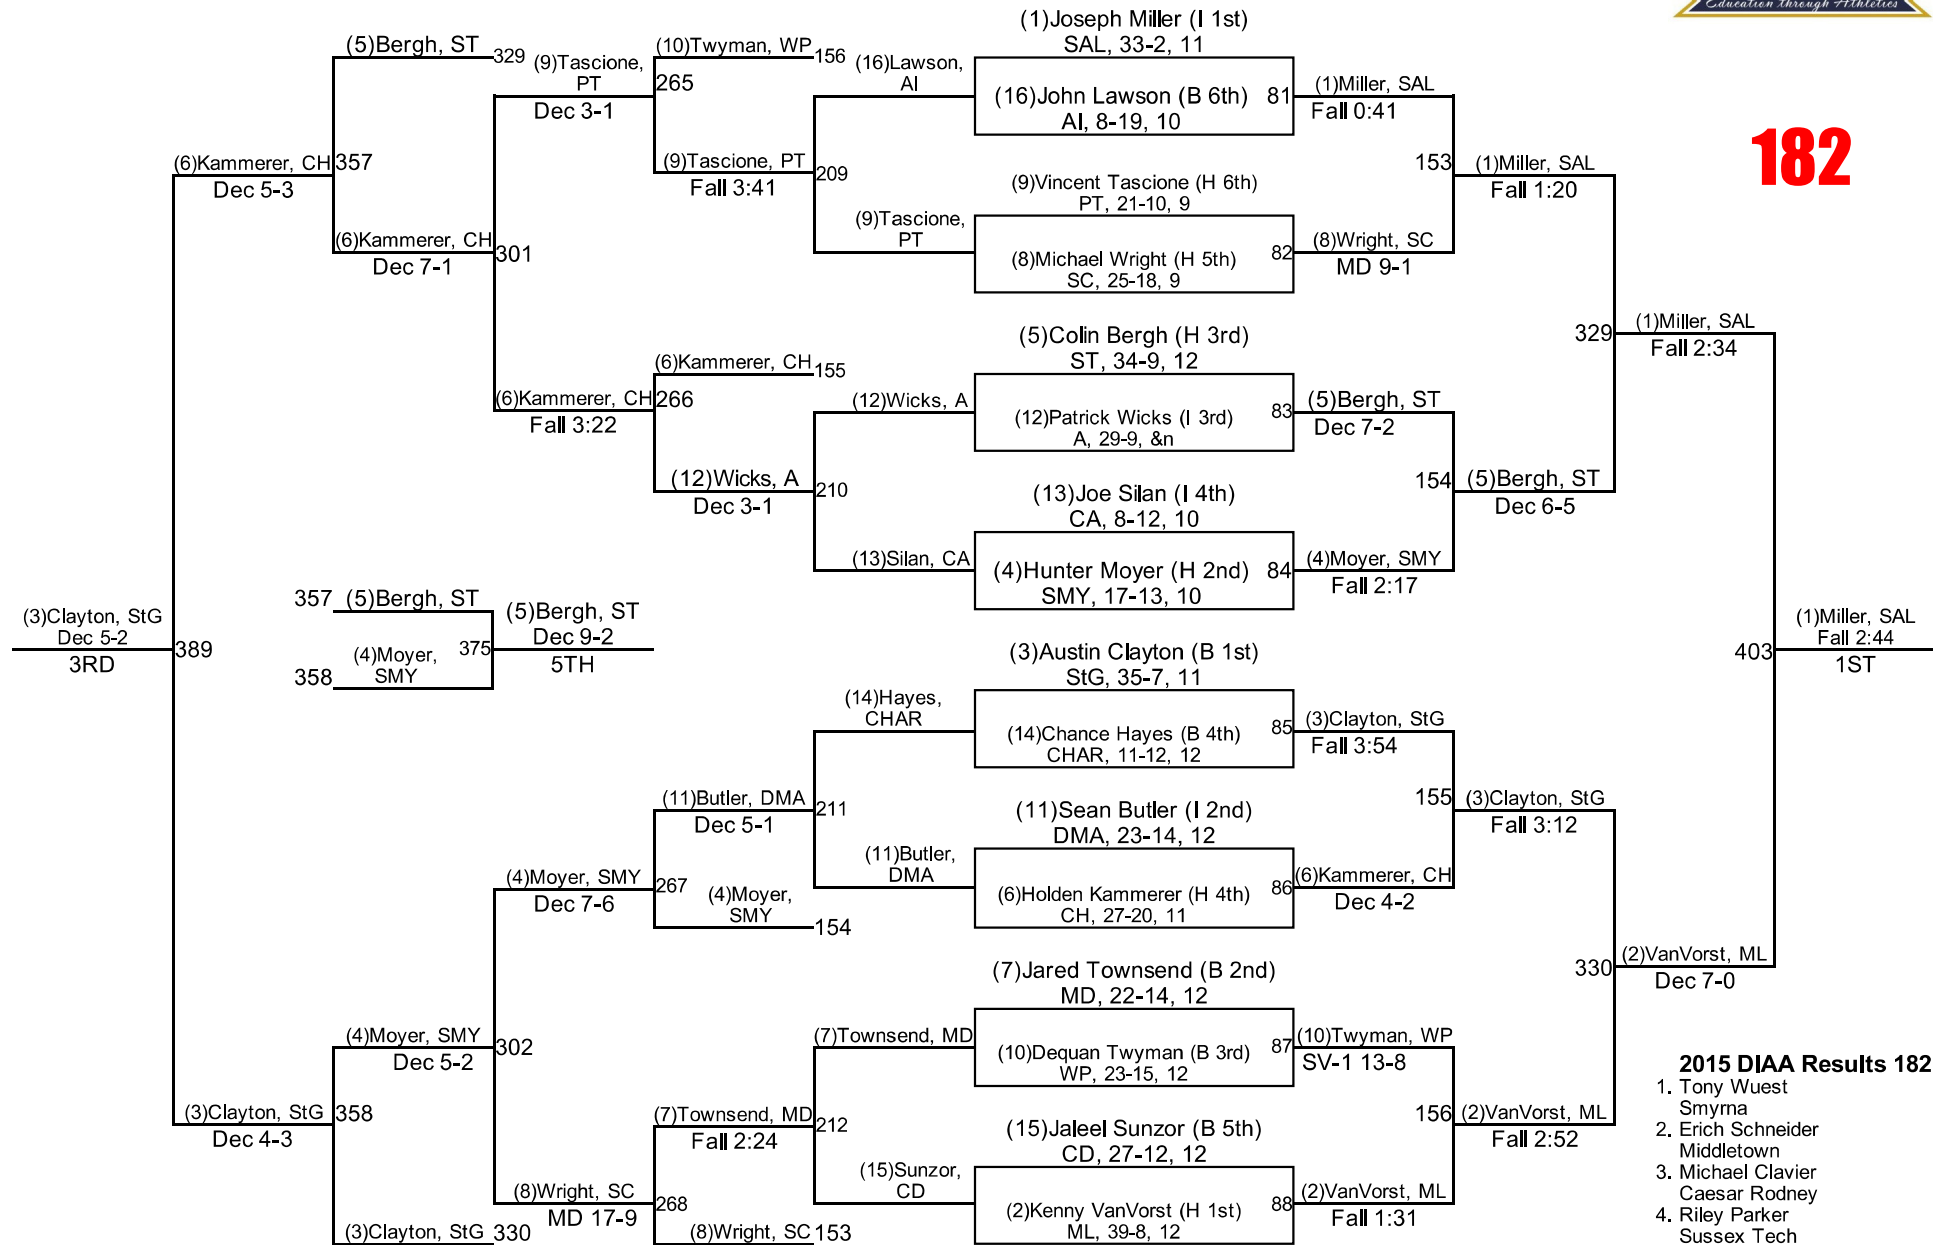 Education through Athletics
182
(1)Joseph Miller (I 1st)
SAL, 33-2, 11
(16)John Lawson (B 6th)
AI, 8-19, 10
81
(9)Vincent Tascione (H 6th)
PT, 21-10, 9
(8)Michael Wright (H 5th)
SC, 25-18, 9
82
(5)Colin Bergh (H 3rd)
ST, 34-9, 12
(12)Patrick Wicks (I 3rd)
A, 29-9, &n
83
(13)Joe Silan (I 4th)
CA, 8-12, 10
(4)Hunter Moyer (H 2nd)
SMY, 17-13, 10
84
(3)Austin Clayton (B 1st)
StG, 35-7, 11
(14)Chance Hayes (B 4th)
CHAR, 11-12, 12
85
(11)Sean Butler (I 2nd)
DMA, 23-14, 12
(6)Holden Kammerer (H 4th)
CH, 27-20, 11
86
(7)Jared Townsend (B 2nd)
MD, 22-14, 12
(10)Dequan Twyman (B 3rd)
WP, 23-15, 12
87
(15)Jaleel Sunzor (B 5th)
CD, 27-12, 12
(2)Kenny VanVorst (H 1st)
ML, 39-8, 12
88
(1)Miller, SAL
Fall 0:41
153
(8)Wright, SC
MD 9-1
(5)Bergh, ST
Dec 7-2
154
(4)Moyer, SMY
Fall 2:17
(3)Clayton, StG
Fall 3:54
155
(6)Kammerer, CH
Dec 4-2
(10)Twyman, WP
SV-1 13-8
156
(2)VanVorst, ML
Fall 1:31
(1)Miller, SAL
Fall 1:20
329
(5)Bergh, ST
Dec 6-5
(3)Clayton, StG
Fall 3:12
330
(2)VanVorst, ML
Fall 2:52
(1)Miller, SAL
Fall 2:34
403
(2)VanVorst, ML
Dec 7-0
(1)Miller, SAL
Fall 2:44
1ST
(16)Lawson,
AI
209
(9)Tascione,
PT
(12)Wicks, A
210
(13)Silan, CA
(14)Hayes,
CHAR
211
(11)Butler,
DMA
(7)Townsend, MD
212
(15)Sunzor,
CD
(10)Twyman, WP
156
265
(9)Tascione, PT
Fall 3:41
(6)Kammerer, CH
155
266
(12)Wicks, A
Dec 3-1
(11)Butler, DMA
Dec 5-1
267
(4)Moyer,
SMY
154
(7)Townsend, MD
Fall 2:24
268
(8)Wright, SC
153
(9)Tascione,
PT
Dec 3-1
301
(6)Kammerer, CH
Fall 3:22
(4)Moyer, SMY
Dec 7-6
302
(8)Wright, SC
MD 17-9
(5)Bergh, ST
329
357
(6)Kammerer, CH
Dec 7-1
(4)Moyer, SMY
Dec 5-2
358
(3)Clayton, StG
330
(6)Kammerer, CH
Dec 5-3
389
(3)Clayton, StG
Dec 4-3
(3)Clayton, StG
Dec 5-2
3RD
357
(5)Bergh, ST
375
358
(4)Moyer,
SMY
(5)Bergh, ST
Dec 9-2
5TH
2015 DIAA Results 182
1. Tony Wuest
Smyrna
2. Erich Schneider
Middletown
3. Michael Clavier
Caesar Rodney
4. Riley Parker
Sussex Tech